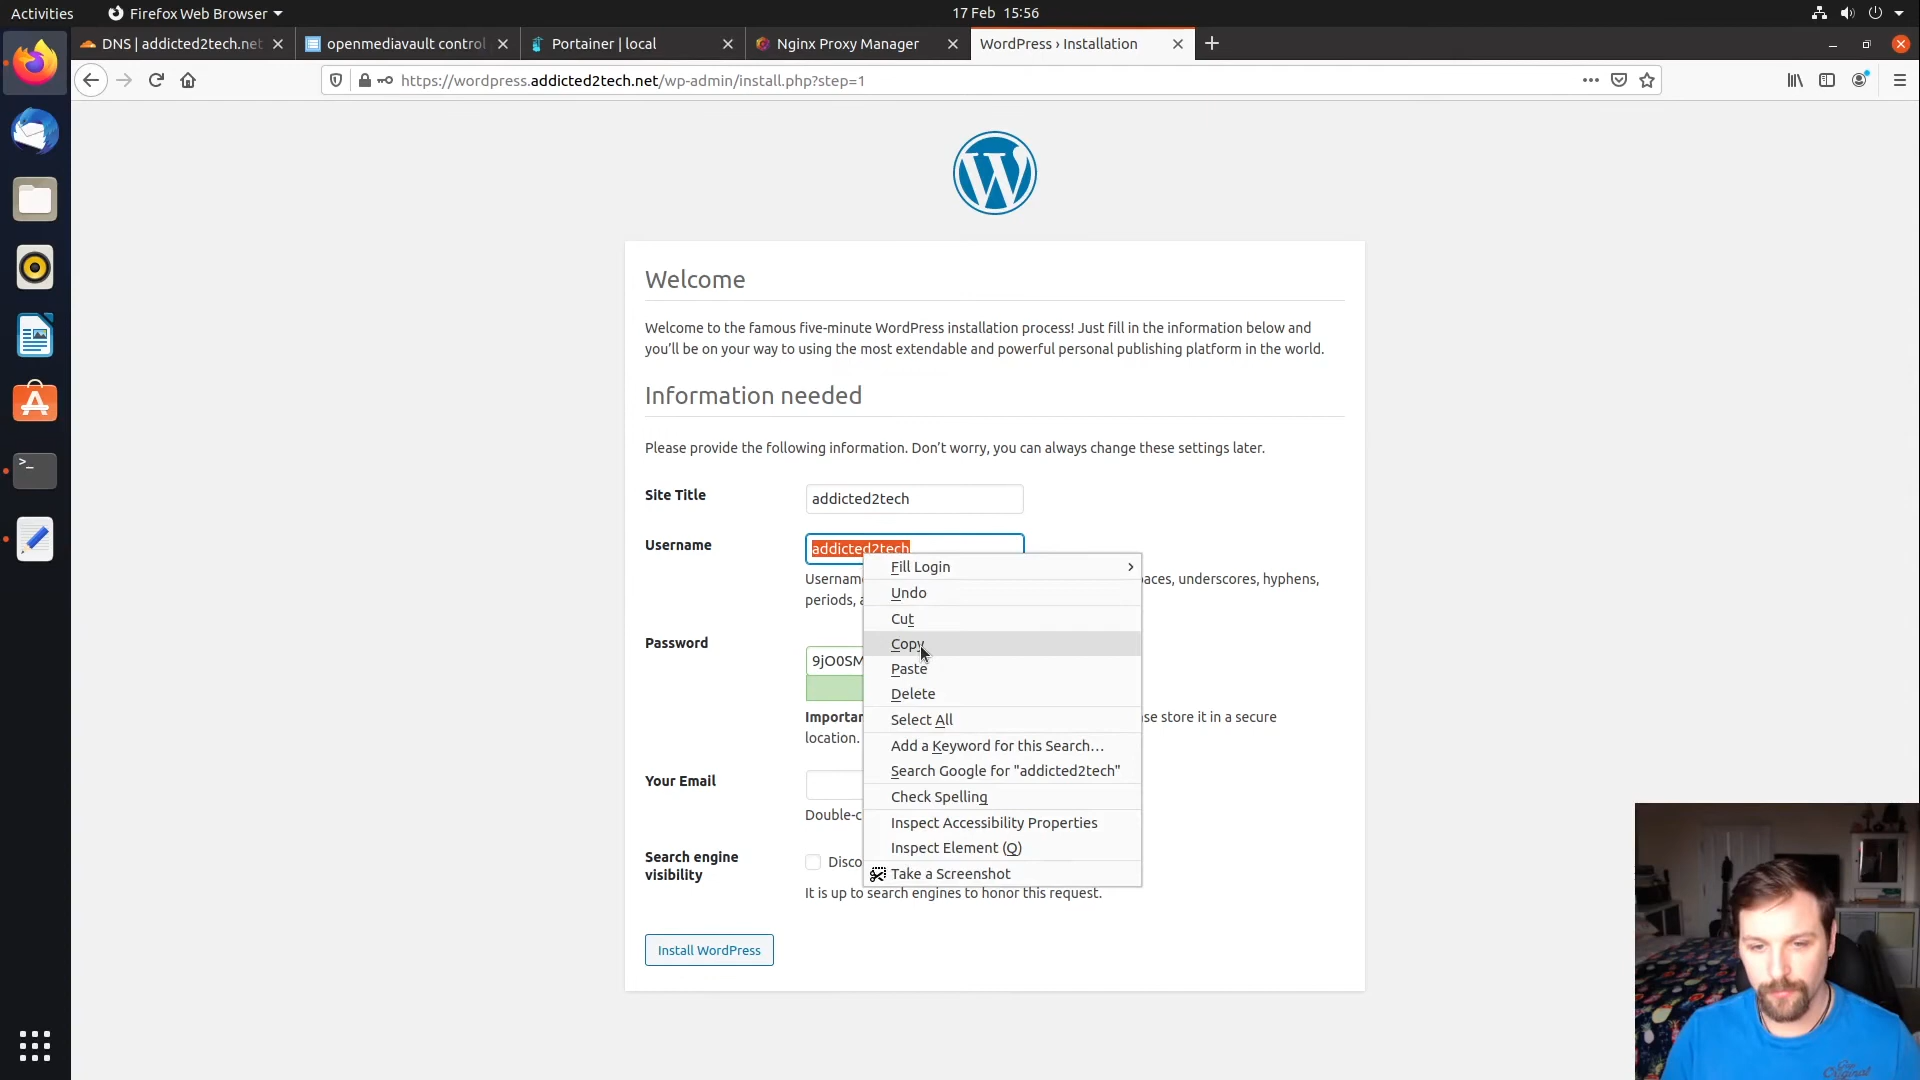 Activities
Firefox Web Browser
17 Feb 15:56
DNS | addicted2tech.net
openmediavault control
Portainer | local
Nginx Proxy Manager
WordPress › Installation
https://wordpress.addicted2tech.net/wp-admin/install.php?step=1
Welcome
Welcome to the famous five-minute WordPress installation process! Just fill in the information below and
you’ll be on your way to using the most extendable and powerful personal publishing platform in the world.
Information needed
Please provide the following information. Don’t worry, you can always change these settings later.
Site Title
addicted2tech
Username
addicted2tech
Fill Login
aces, underscores, hyphens,
periods,
Undo
Cut
Password
Copy
9jO0SM
Paste
Delete
Importan
se store it in a secure
Select All
location.
Add a Keyword for this Search…
Search Google for "addicted2tech"
Your Email
Check Spelling
Double-c
Inspect Accessibility Properties
Inspect Element (Q)
Search engine
visibility
Disco
Take a Screenshot
It is up to search engines to honor this request.
Install WordPress